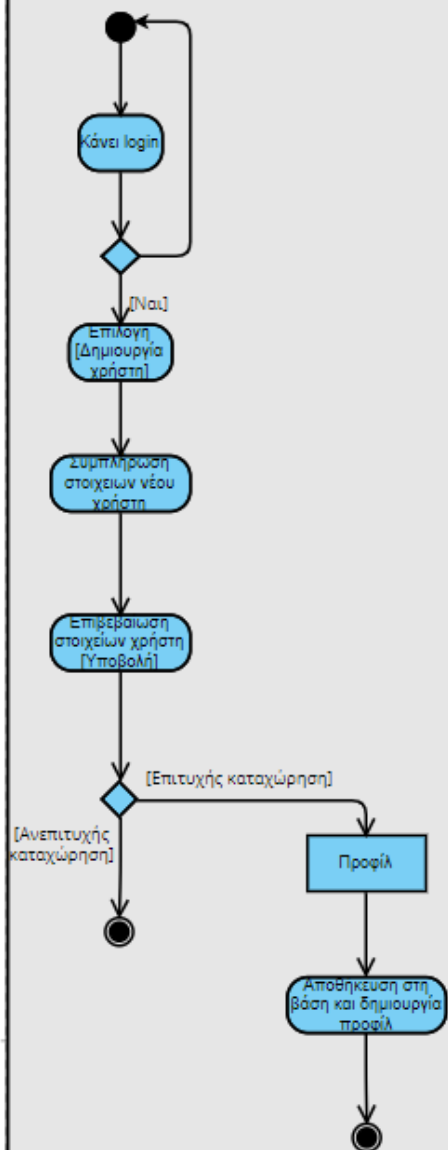 Κάνει login
[Ναι]
Επιλογή
[Δημιουργία
χρήστη]
Συμπλήρωση
στοιχειων νέου
χρήστη
Επιβεβαίωση
στοιχείων χρήστη
[Υποβολή]
[Επιτυχής καταχώρηση]
[Ανεπιτυχής
καταχώρηση]
Προφίλ
Αποθήκευση στη
βάση και δημιουργία
προφίλ